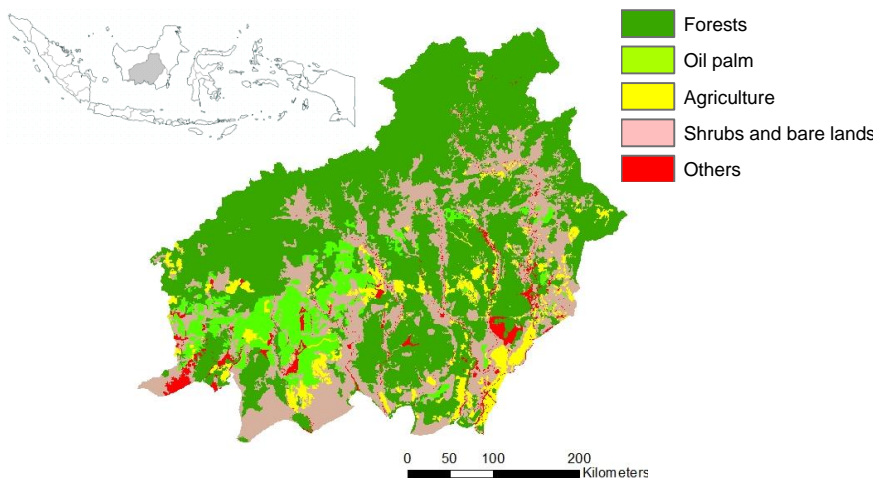 Forests
Oil palm
Agriculture
Shrubs and bare lands
Others
0 50 100 200
Kilometers